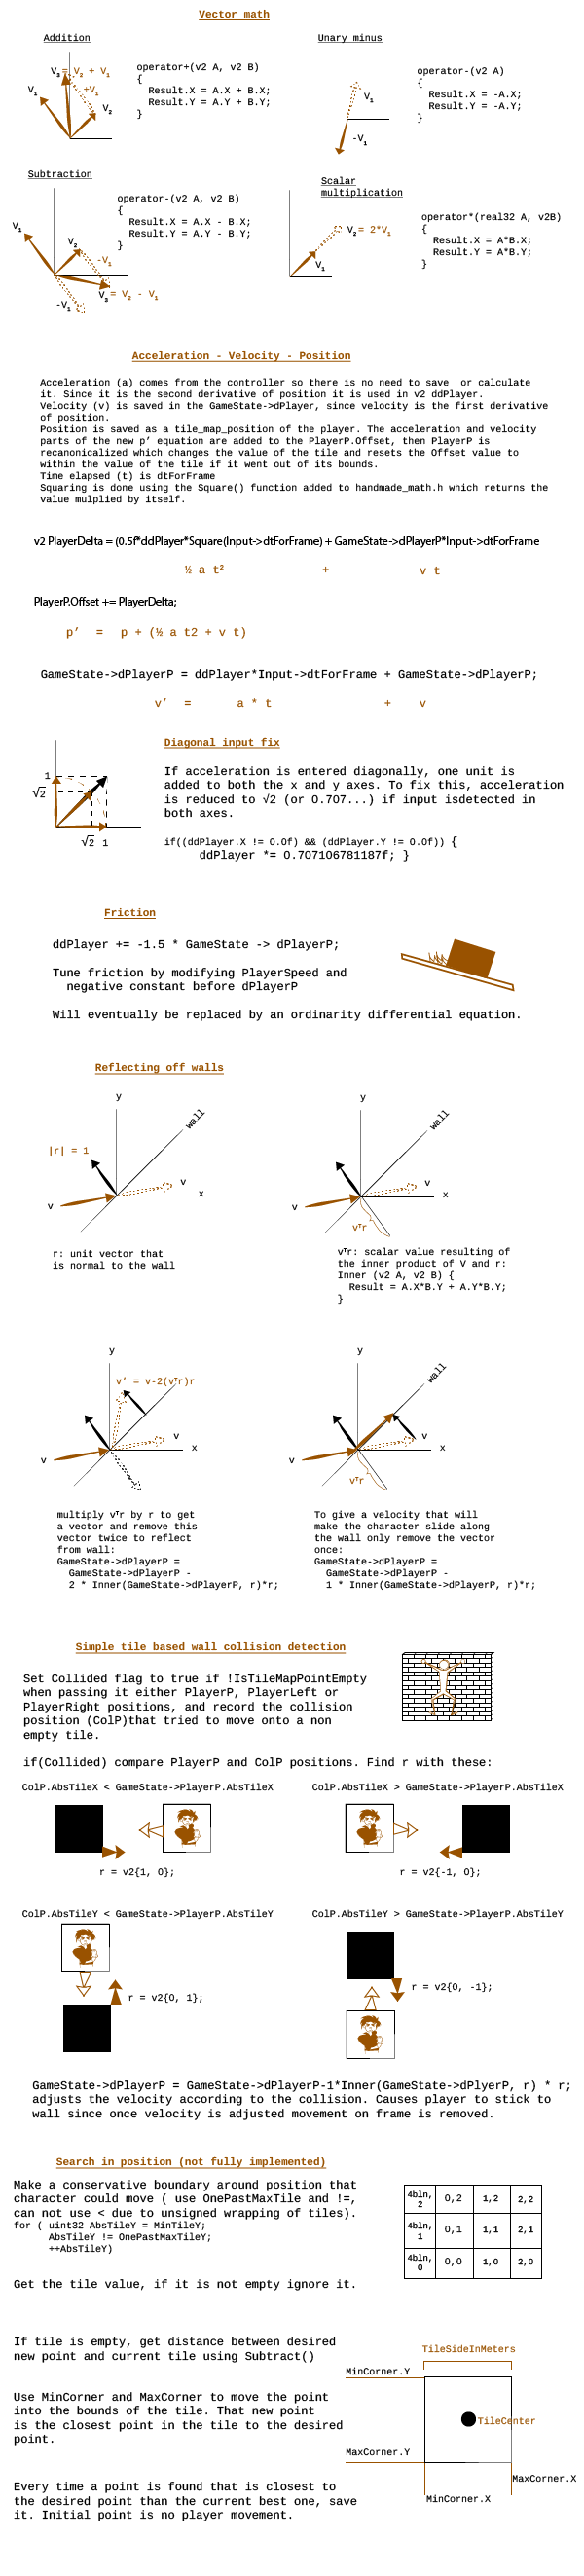 Vector math
Addition
V₃= V₂ + V₁
+V₁
V₁
V₂
operator+(v2 A, v2 B)
{
Result.X = A.X + B.X;
Result.Y = A.Y + B.Y;
}
Unary minus
V₁
-V₁
operator-(v2 A)
{
Result.X = -A.X;
Result.Y = -A.Y;
}
Subtraction
V₁
V₂
-V₁
V₃= V₂ - V₁
-V₁
operator-(v2 A, v2 B)
{
Result.X = A.X - B.X;
Result.Y = A.Y - B.Y;
}
Scalar
multiplication
V₂= 2*V₁
V₁
operator*(real32 A, v2B)
{
Result.X = A*B.X;
Result.Y = A*B.Y;
}
Acceleration - Velocity - Position
Acceleration (a) comes from the controller so there is no need to save or calculate
it. Since it is the second derivative of position it is used in v2 ddPlayer.
Velocity (v) is saved in the GameState->dPlayer, since velocity is the first derivative
of position.
Position is saved as a tile_map_position of the player. The acceleration and velocity
parts of the new p’ equation are added to the PlayerP.Offset, then PlayerP is
recanonicalized which changes the value of the tile and resets the Offset value to
within the value of the tile if it went out of its bounds.
Time elapsed (t) is dtForFrame
Squaring is done using the Square() function added to handmade_math.h which returns the
value mulplied by itself.
v2 PlayerDelta = (0.5f*ddPlayer*Square(Input->dtForFrame) + GameState->dPlayerP*Input->dtForFrame
½ a t² + v t
PlayerP.Offset += PlayerDelta;
p’ = p + (½ a t2 + v t)
GameState->dPlayerP = ddPlayer*Input->dtForFrame + GameState->dPlayerP;
v’ = a * t + v
Diagonal input fix
1
√2
√2 1
If acceleration is entered diagonally, one unit is
added to both the x and y axes. To fix this, acceleration
is reduced to √2 (or 0.707...) if input isdetected in
both axes.
if((ddPlayer.X != 0.0f) && (ddPlayer.Y != 0.0f)) {
ddPlayer *= 0.707106781187f; }
Friction
ddPlayer += -1.5 * GameState -> dPlayerP;
Tune friction by modifying PlayerSpeed and
negative constant before dPlayerP
Will eventually be replaced by an ordinarity differential equation.
Reflecting off walls
y
wall
|r| = 1
v
v
x
r: unit vector that
is normal to the wall
y
wall
v
v
x
vᵀr
vᵀr: scalar value resulting of
the inner product of V and r:
Inner (v2 A, v2 B) {
Result = A.X*B.Y + A.Y*B.Y;
}
y
v’ = v-2(vᵀr)r
v
v
x
multiply vᵀr by r to get
a vector and remove this
vector twice to reflect
from wall:
GameState->dPlayerP =
GameState->dPlayerP -
2 * Inner(GameState->dPlayerP, r)*r;
y
wall
v
v
x
vᵀr
To give a velocity that will
make the character slide along
the wall only remove the vector
once:
GameState->dPlayerP =
GameState->dPlayerP -
1 * Inner(GameState->dPlayerP, r)*r;
Simple tile based wall collision detection
Set Collided flag to true if !IsTileMapPointEmpty
when passing it either PlayerP, PlayerLeft or
PlayerRight positions, and record the collision
position (ColP)that tried to move onto a non
empty tile.
if(Collided) compare PlayerP and ColP positions. Find r with these:
ColP.AbsTileX < GameState->PlayerP.AbsTileX
r = v2{1, 0};
ColP.AbsTileX > GameState->PlayerP.AbsTileX
r = v2{-1, 0};
ColP.AbsTileY < GameState->PlayerP.AbsTileY
r = v2{0, 1};
ColP.AbsTileY > GameState->PlayerP.AbsTileY
r = v2{0, -1};
GameState->dPlayerP = GameState->dPlayerP-1*Inner(GameState->dPlyerP, r) * r;
adjusts the velocity according to the collision. Causes player to stick to
wall since once velocity is adjusted movement on frame is removed.
Search in position (not fully implemented)
Make a conservative boundary around position that
character could move ( use OnePastMaxTile and !=,
can not use < due to unsigned wrapping of tiles).
for ( uint32 AbsTileY = MinTileY;
AbsTileY != OnePastMaxTileY;
++AbsTileY)
4bln, 2 0,2 1,2 2,2
4bln, 1 0,1 1,1 2,1
4bln, 0 0,0 1,0 2,0
Get the tile value, if it is not empty ignore it.
If tile is empty, get distance between desired
new point and current tile using Subtract()
Use MinCorner and MaxCorner to move the point
into the bounds of the tile. That new point
is the closest point in the tile to the desired
point.
Every time a point is found that is closest to
the desired point than the current best one, save
it. Initial point is no player movement.
TileSideInMeters
MinCorner.Y
TileCenter
MaxCorner.Y
MaxCorner.X
MinCorner.X